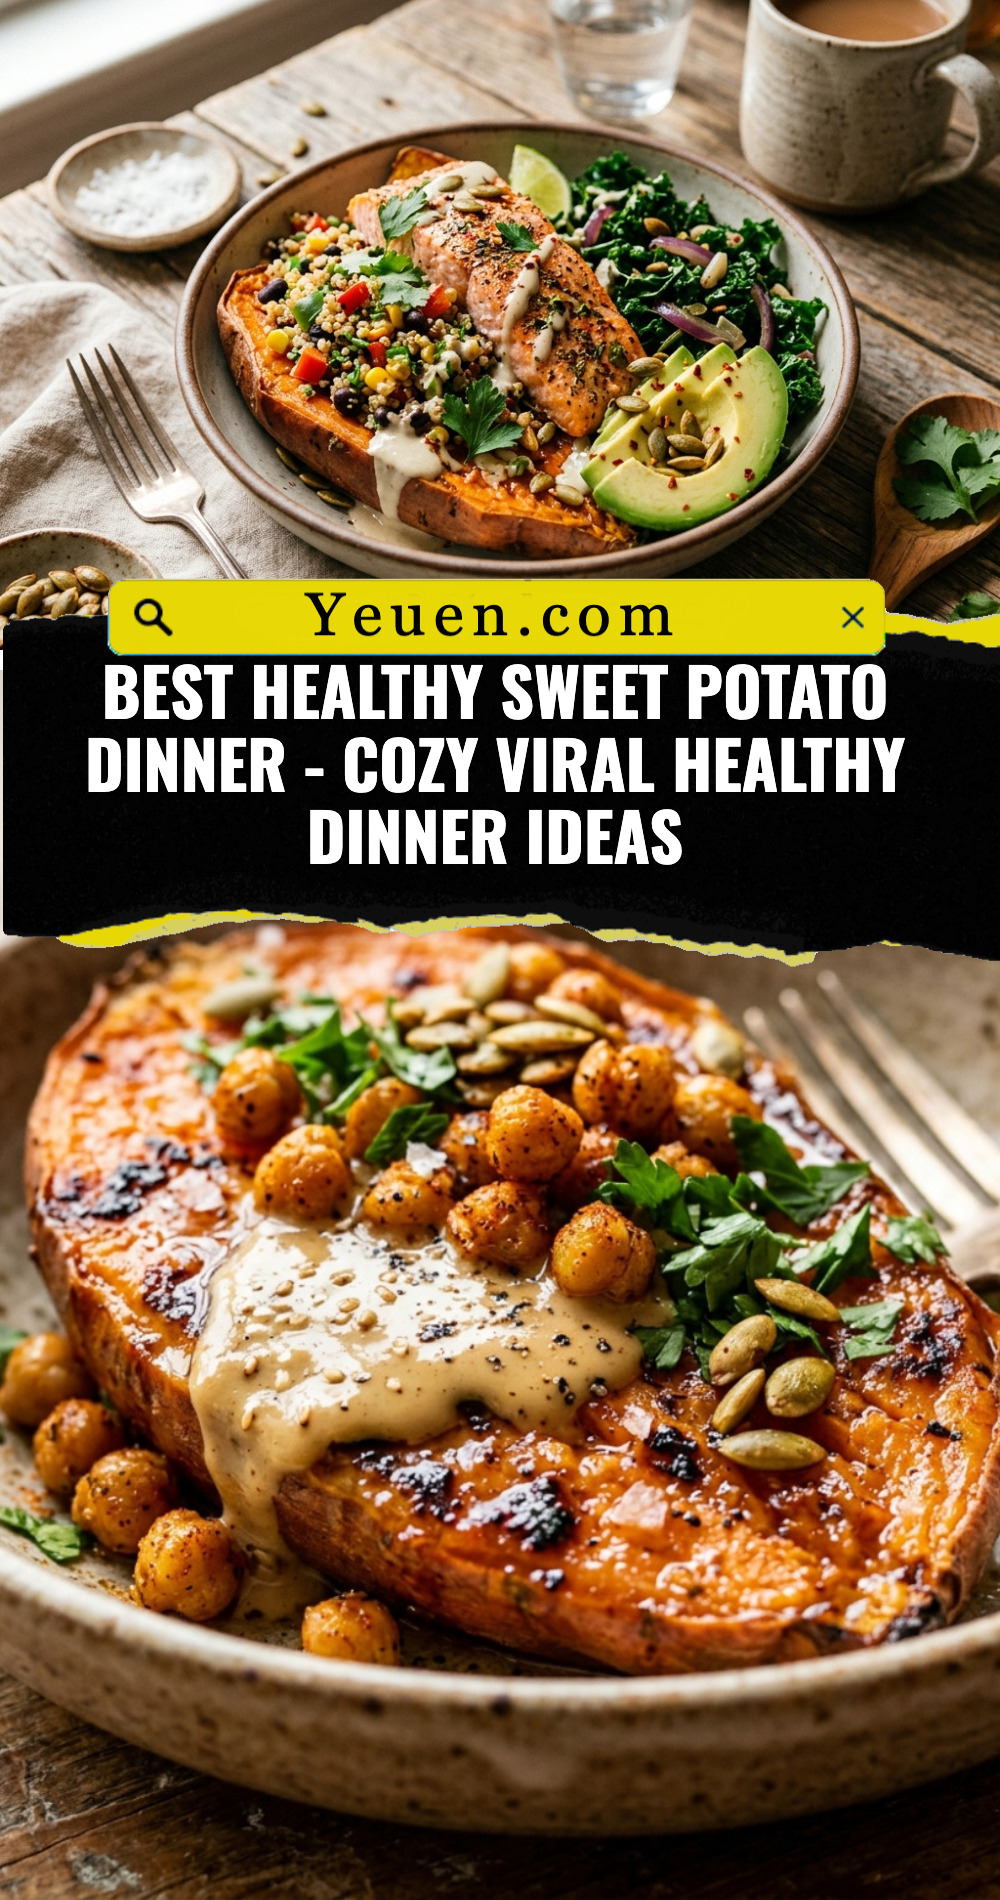 Yeuen.com
BEST HEALTHY SWEET POTATO
DINNER - COZY VIRAL HEALTHY
DINNER IDEAS